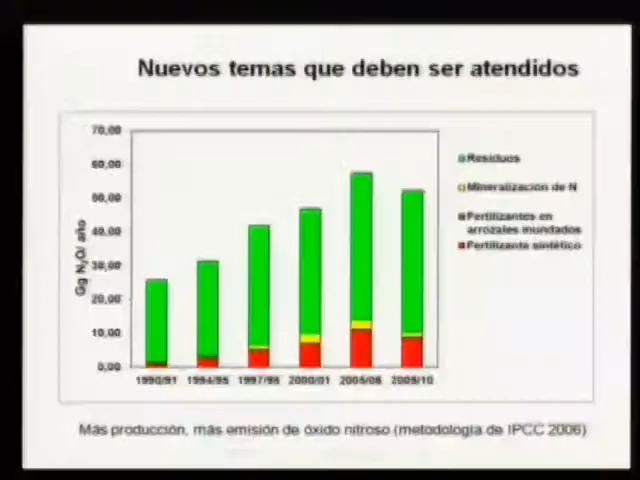 Nuevos temas que deben ser atendidos
70,00
60,00
50,00
40,00
30,00
20,00
10,00
0,00
Gg N₂O/ año
1990/91 1994/95 1997/98 2000/01 2005/06 2009/10
Residuos
Mineralización de N
Fertilizantes en
arrozales inundados
Fertilizante sintético
Más producción, más emisión de óxido nitroso (metodología de IPCC 2006)